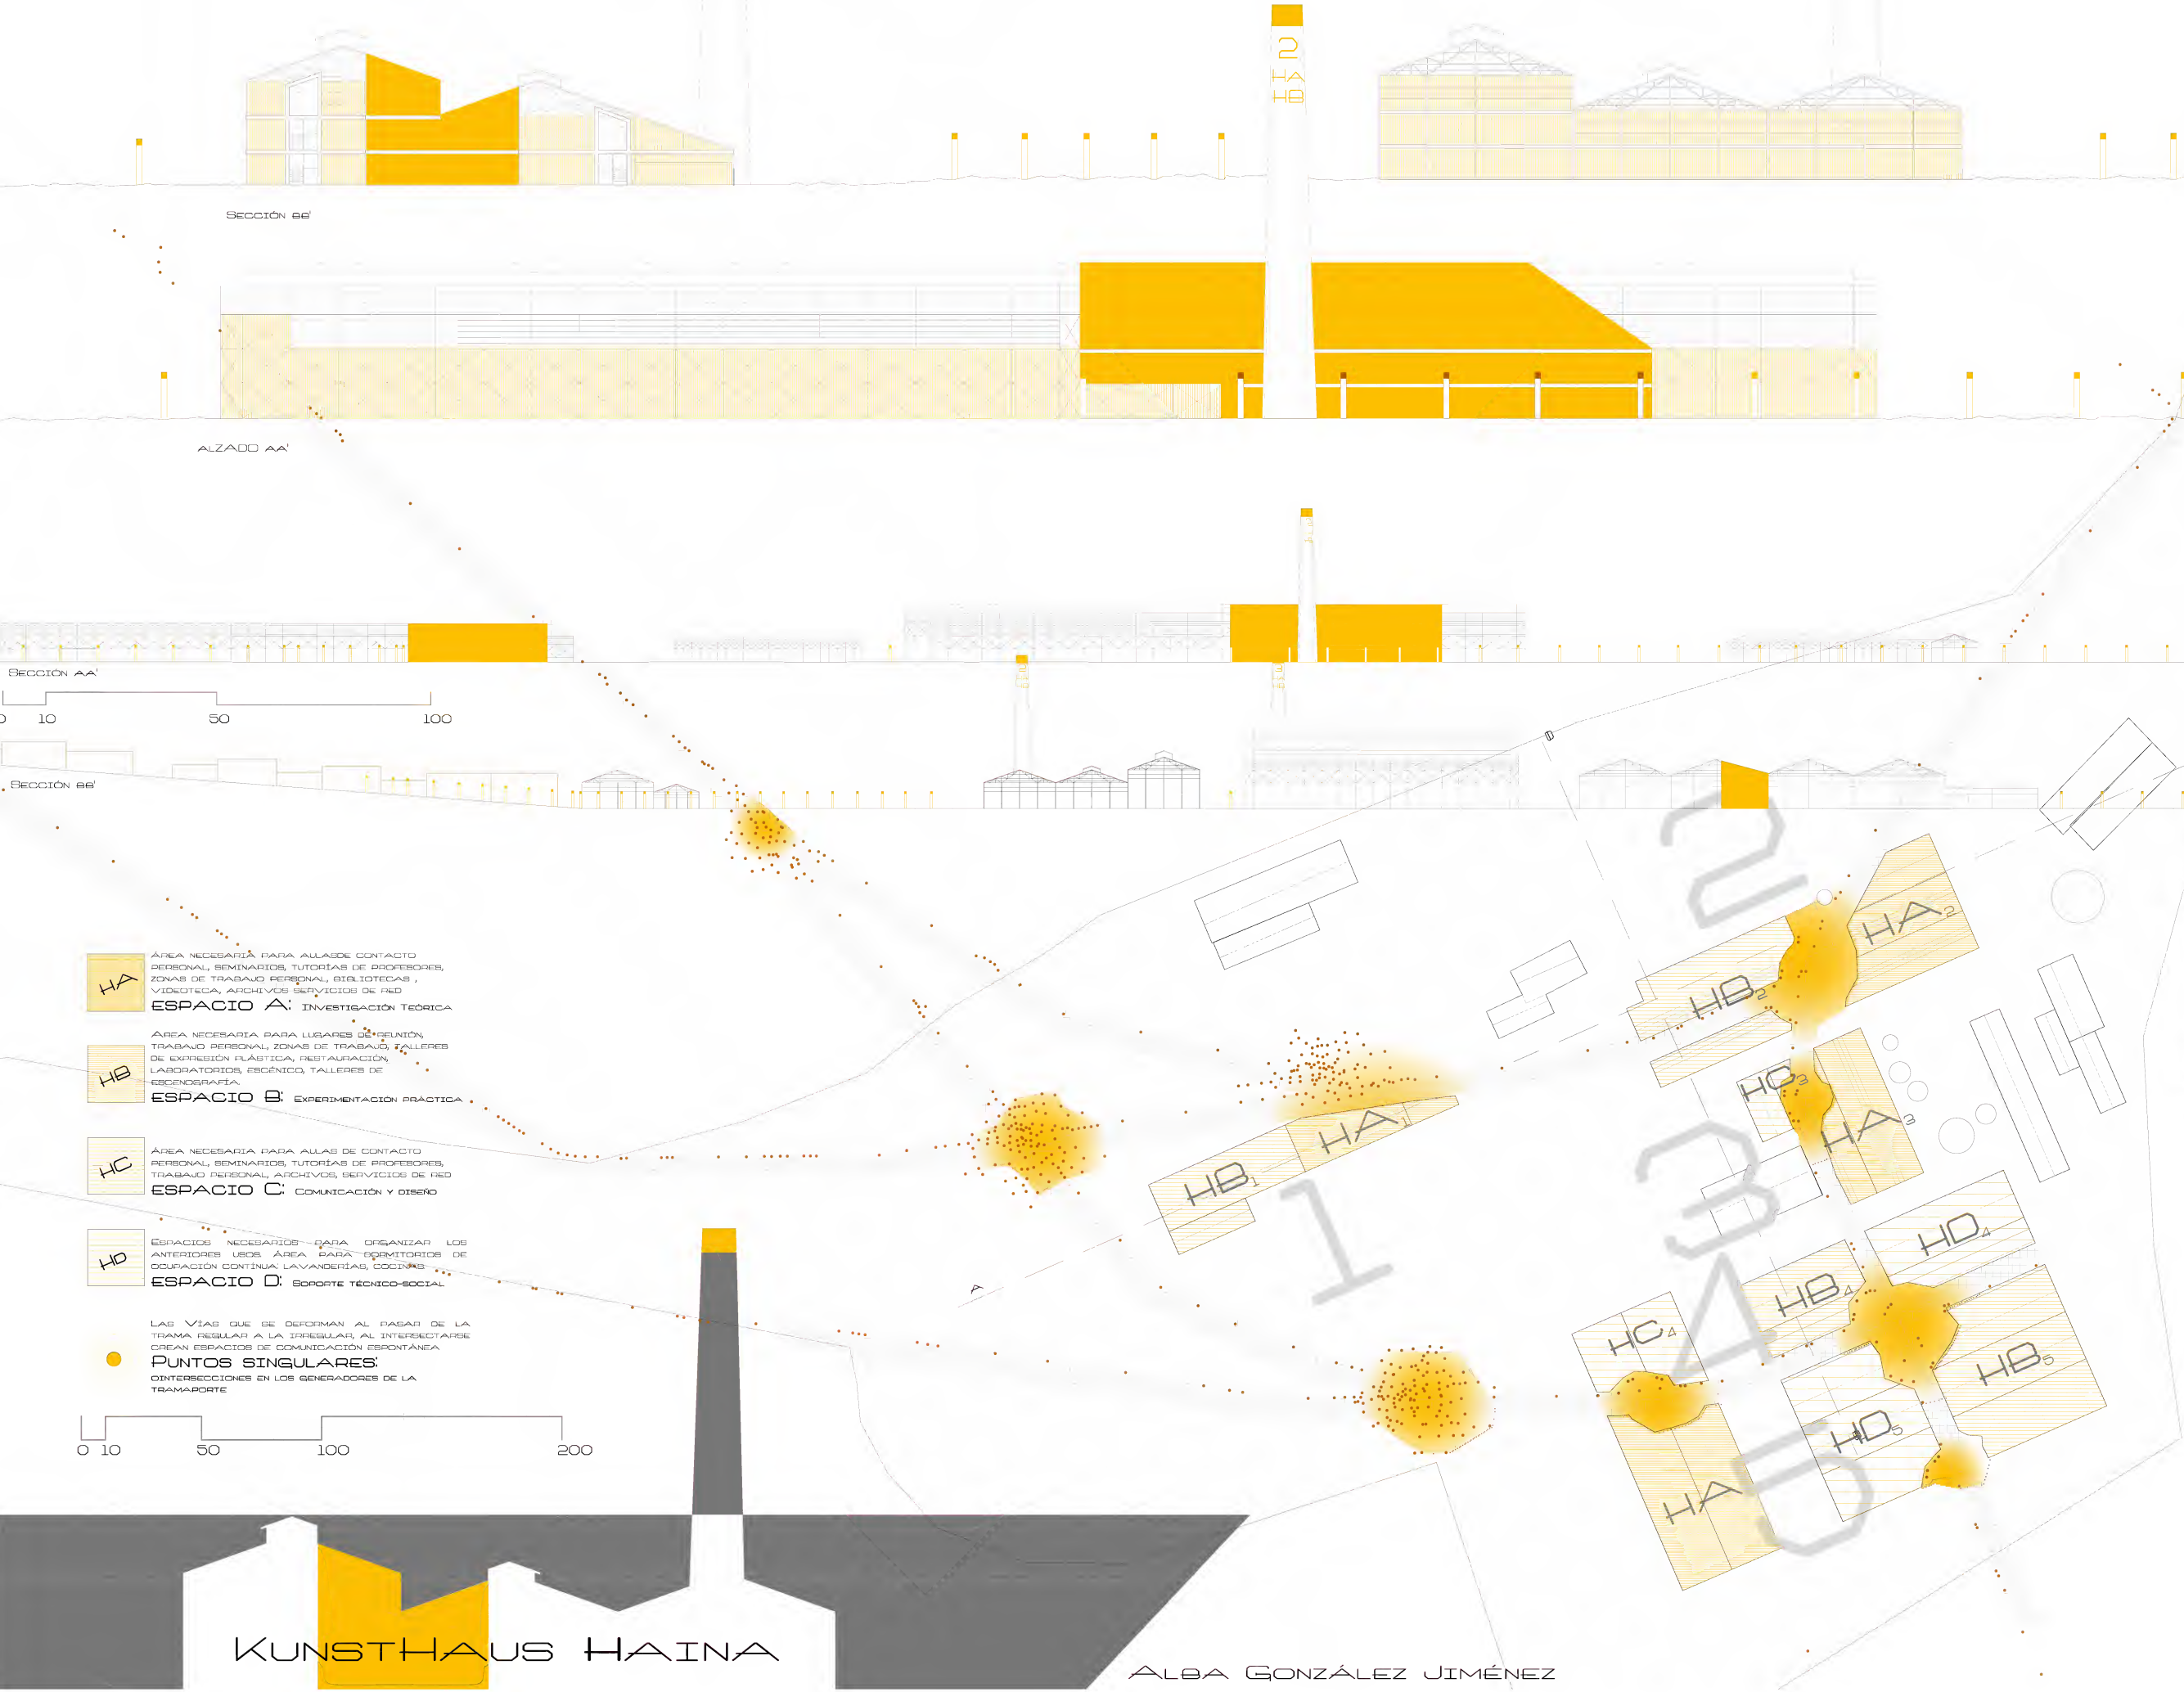 2
HA
HB
SECCIÓN BB'
ALZADO AA'
SECCIÓN AA'
0 10 50 100
SECCIÓN BB'
B
2
HA2
HB2
HC3
HA3
3
HA1
HB1
1
A
HD4
HB4
HC4
4
HB5
HD5
HA
5
HA
ÁREA NECESARIA PARA AULASDE CONTACTO
PERSONAL, SEMINARIOS, TUTORÍAS DE PROFESORES,
ZONAS DE TRABAJO PERSONAL, BIBLIOTECAS ,
VIDEOTECA, ARCHIVOS SERVICIOS DE RED
ESPACIO A: INVESTIGACIÓN TEÓRICA
HB
ÁREA NECESARIA PARA LUGARES DE REUNIÓN,
TRABAJO PERSONAL, ZONAS DE TRABAJO, TALLERES
DE EXPRESIÓN PLÁSTICA, RESTAURACIÓN,
LABORATORIOS, ESCÉNICO, TALLERES DE
ESCENOGRAFÍA.
ESPACIO B: EXPERIMENTACIÓN PRÁCTICA
HC
ÁREA NECESARIA PARA AULAS DE CONTACTO
PERSONAL, SEMINARIOS, TUTORÍAS DE PROFESORES,
TRABAJO PERSONAL, ARCHIVOS, SERVICIOS DE RED
ESPACIO C: COMUNICACIÓN Y DISEÑO
HD
ESPACIOS NECESARIOS PARA ORGANIZAR LOS
ANTERIORES USOS. ÁREA PARA DORMITORIOS DE
OCUPACIÓN CONTÍNUA: LAVANDERÍAS, COCINAS
ESPACIO D: SOPORTE TÉCNICO-SOCIAL
LAS VÍAS QUE SE DEFORMAN AL PASAR DE LA
TRAMA REGULAR A LA IRREGULAR, AL INTERSECTARSE
CREAN ESPACIOS DE COMUNICACIÓN ESPONTÁNEA
PUNTOS SINGULARES:
OINTERSECCIONES EN LOS GENERADORES DE LA
TRAMAPORTE
0 10 50 100 200
KUNSTHAUS HAINA
ALBA GONZÁLEZ JIMÉNEZ